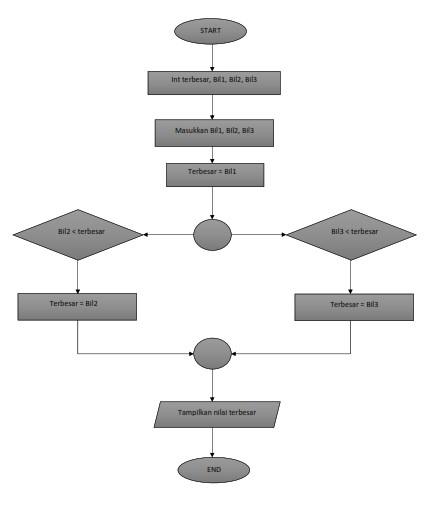 START
Int terbesar, Bil1, Bil2, Bil3
Masukkan Bil1, Bil2, Bil3
Terbesar = Bil1
Bil2 < terbesar
Bil3 < terbesar
Terbesar = Bil2
Terbesar = Bil3
Tampilkan nilai terbesar
END